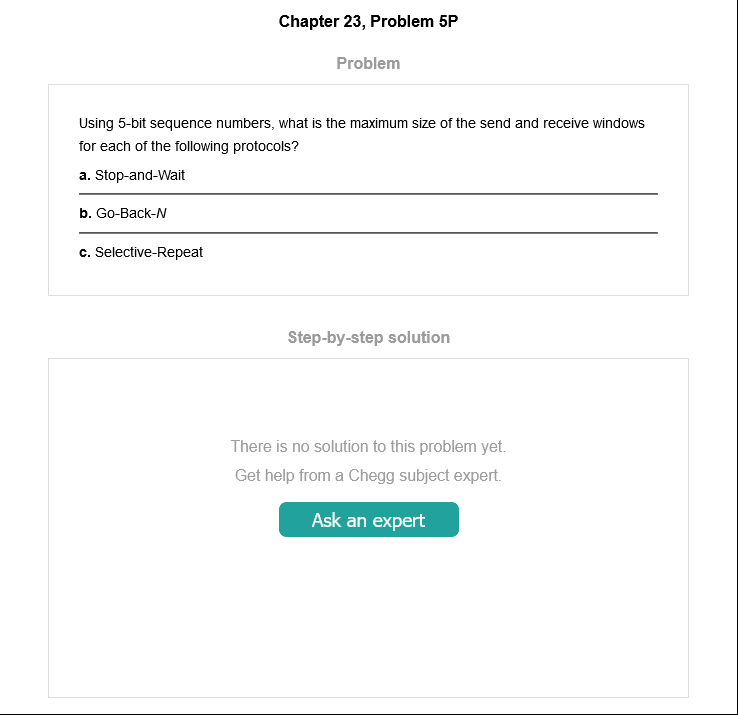 Chapter 23, Problem 5P
Problem
Using 5-bit sequence numbers, what is the maximum size of the send and receive windows
for each of the following protocols?
a. Stop-and-Wait
b. Go-Back-N
c. Selective-Repeat
Step-by-step solution
There is no solution to this problem yet.
Get help from a Chegg subject expert.
Ask an expert